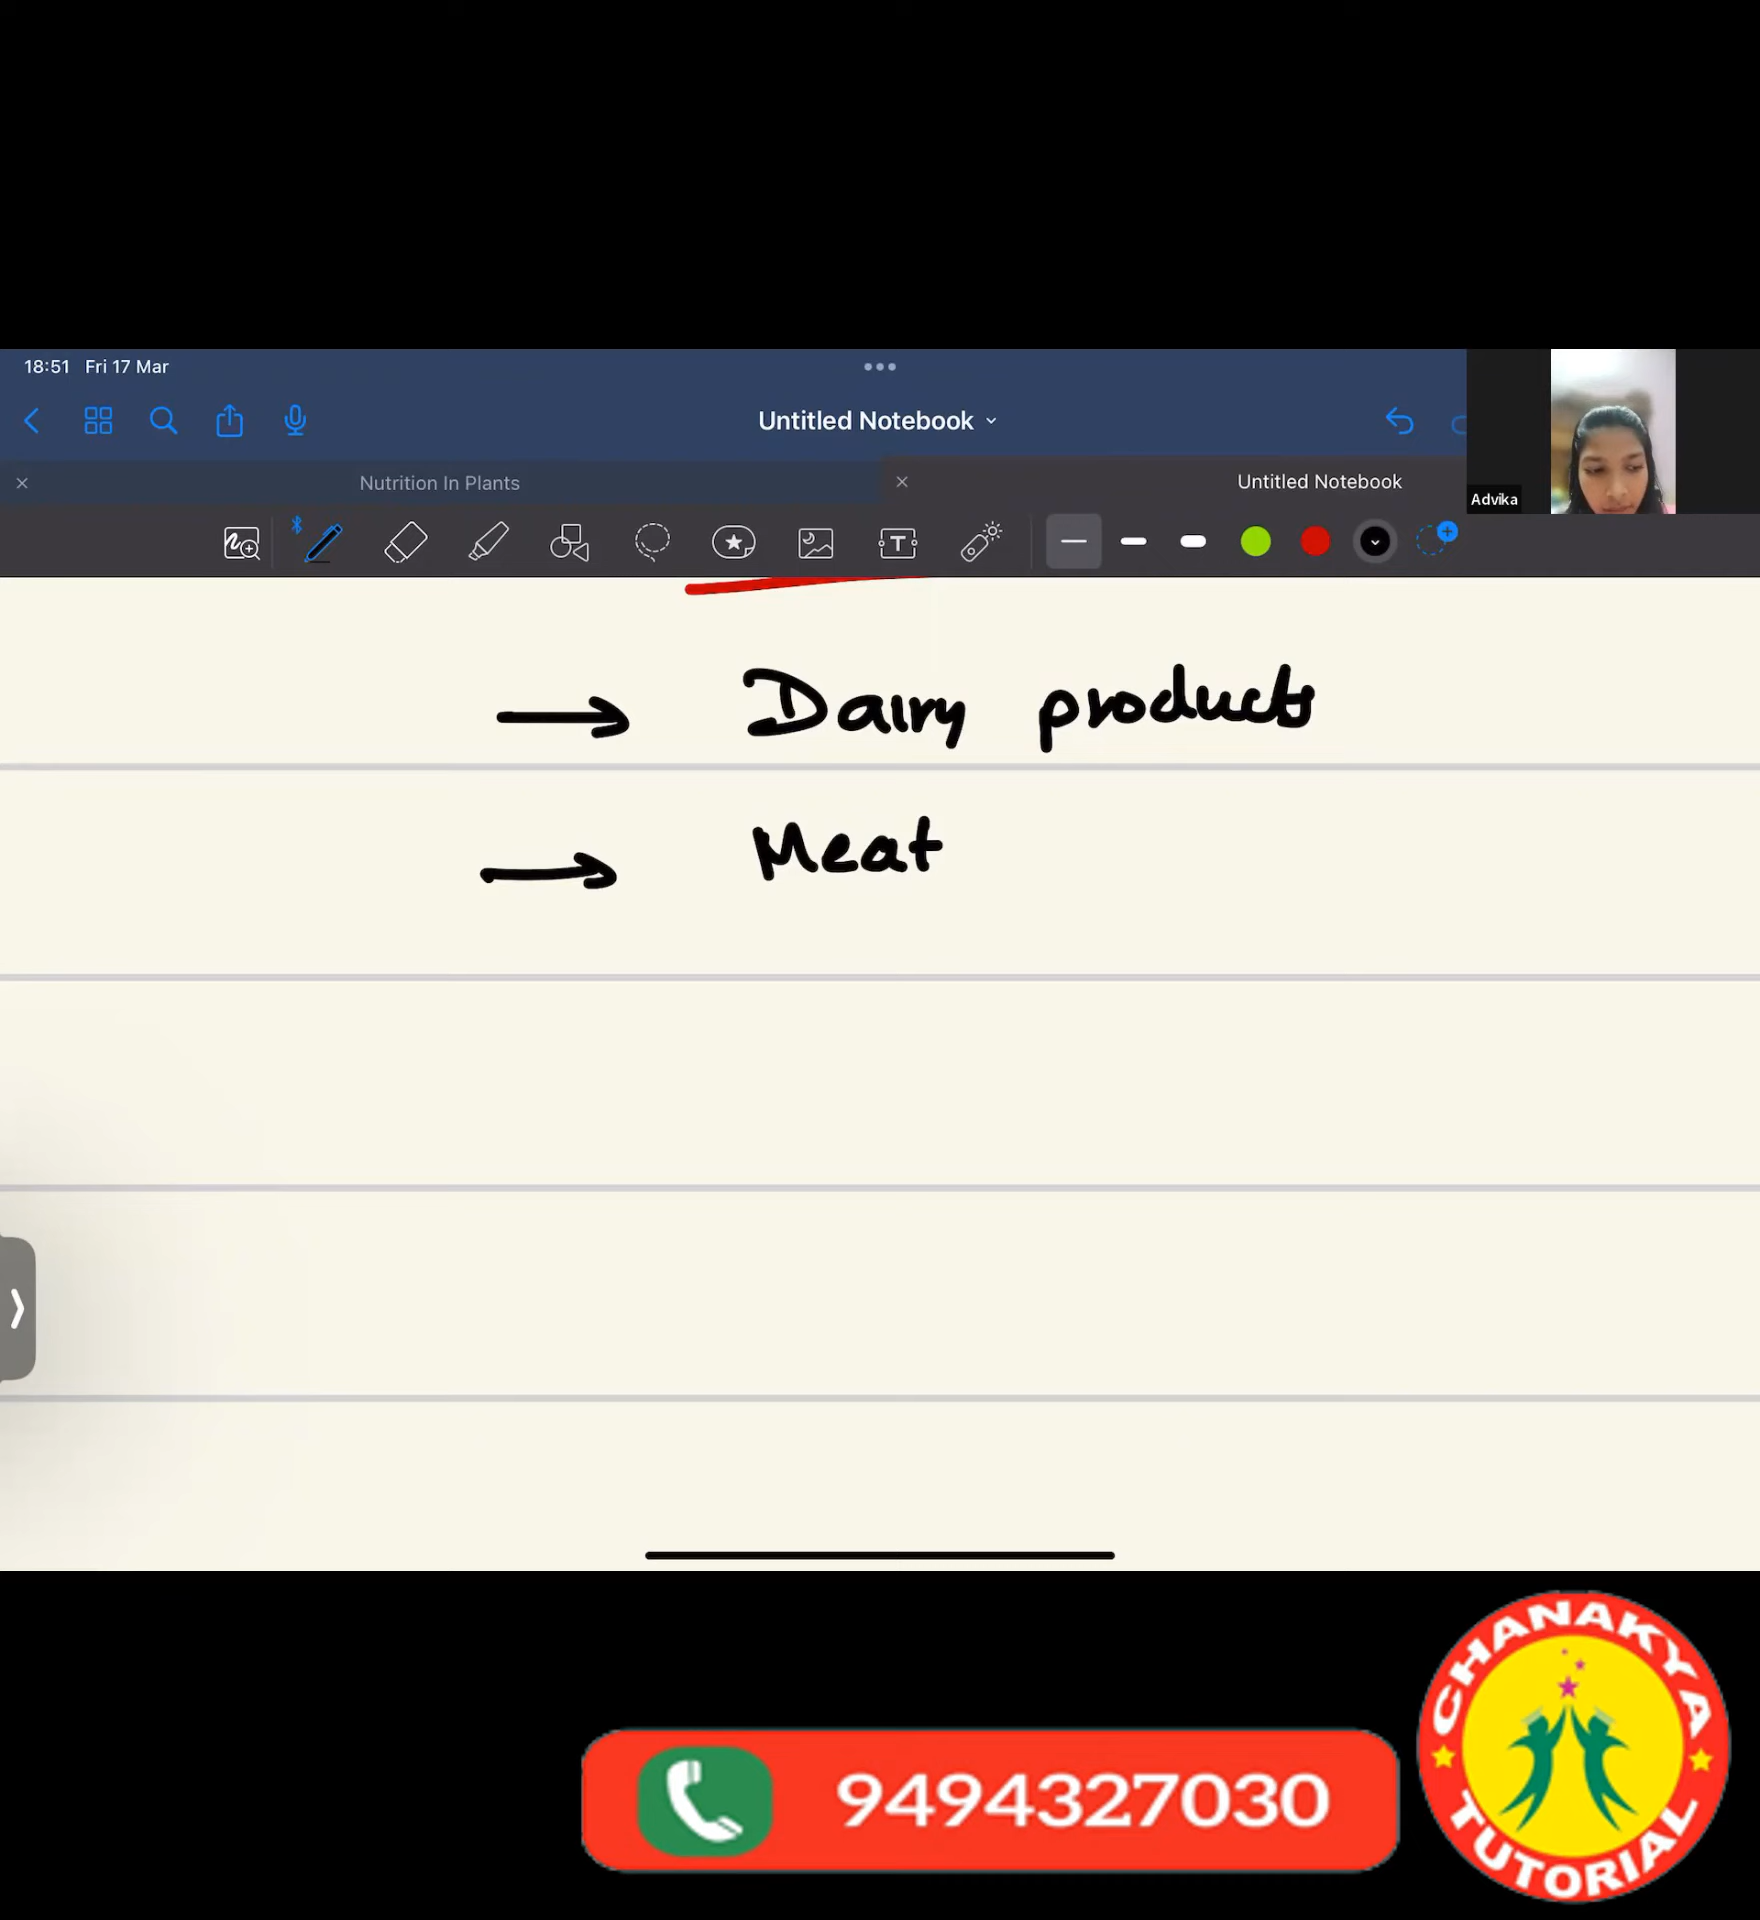 18:51 Fri 17 Mar
Untitled Notebook
Nutrition In Plants
Untitled Notebook
Advika
T
→ Dairy products
→ Meat
9494327030
CHANAKYA
TUTORIAL